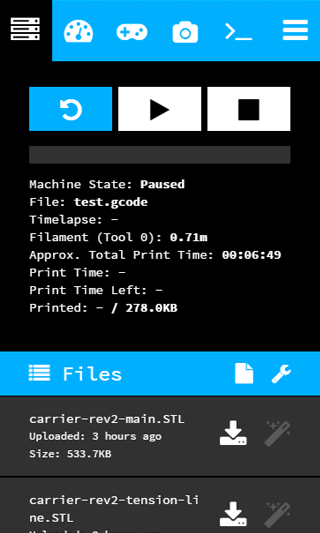 Machine State: Paused
File: test.gcode
Timelapse: -
Filament (Tool 0): 0.71m
Approx. Total Print Time: 00:06:49
Print Time: -
Print Time Left: -
Printed: - / 278.0KB
Files
carrier-rev2-main.STL
Uploaded: 3 hours ago
Size: 533.7KB
carrier-rev2-tension-li
ne.STL